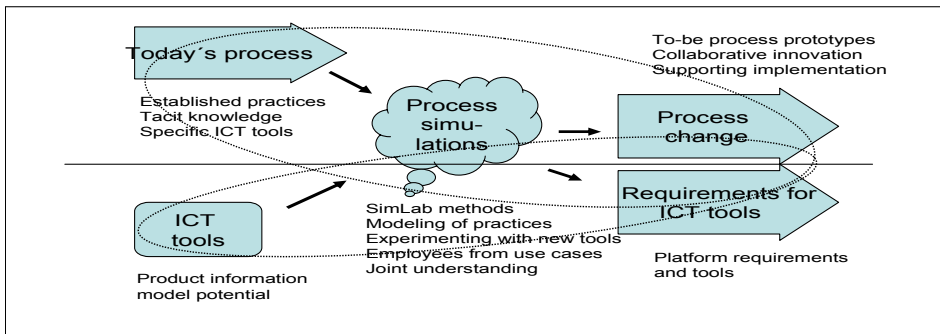 Today´s process
Established practices
Tacit knowledge
Specific ICT tools
Process
simu-
lations
To-be process prototypes
Collaborative innovation
Supporting implementation
Process
change
ICT
tools
Product information
model potential
SimLab methods
Modeling of practices
Experimenting with new tools
Employees from use cases
Joint understanding
Requirements for
ICT tools
Platform requirements
and tools